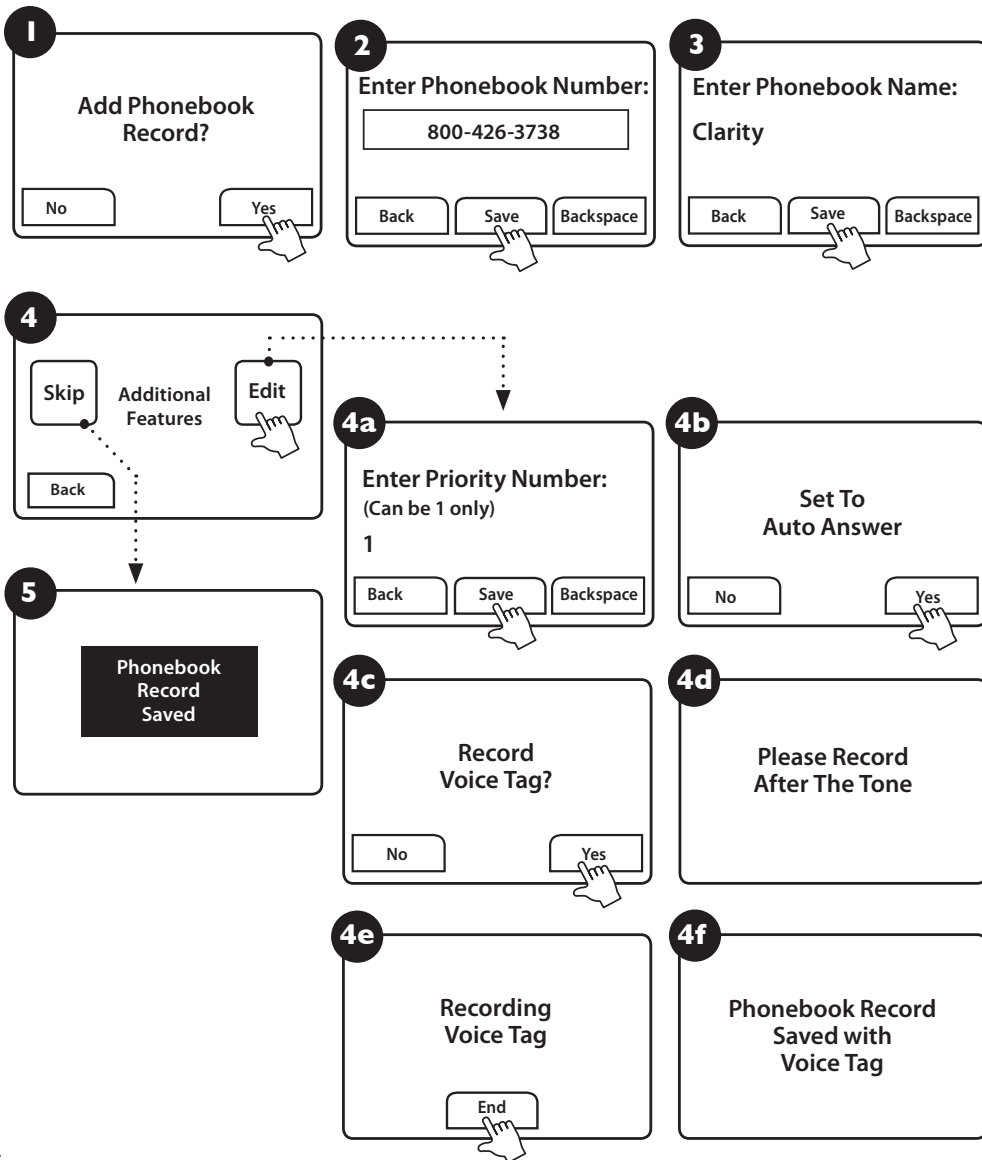 1
Add Phonebook
Record?
No
Yes
2
Enter Phonebook Number:
800-426-3738
Back
Save
Backspace
3
Enter Phonebook Name:
Clarity
Back
Save
Backspace
4
Skip
Additional
Features
Edit
Back
4a
Enter Priority Number:
(Can be 1 only)
1
Back
Save
Backspace
4b
Set To
Auto Answer
No
Yes
5
Phonebook
Record
Saved
4c
Record
Voice Tag?
No
Yes
4d
Please Record
After The Tone
4e
Recording
Voice Tag
End
4f
Phonebook Record
Saved with
Voice Tag